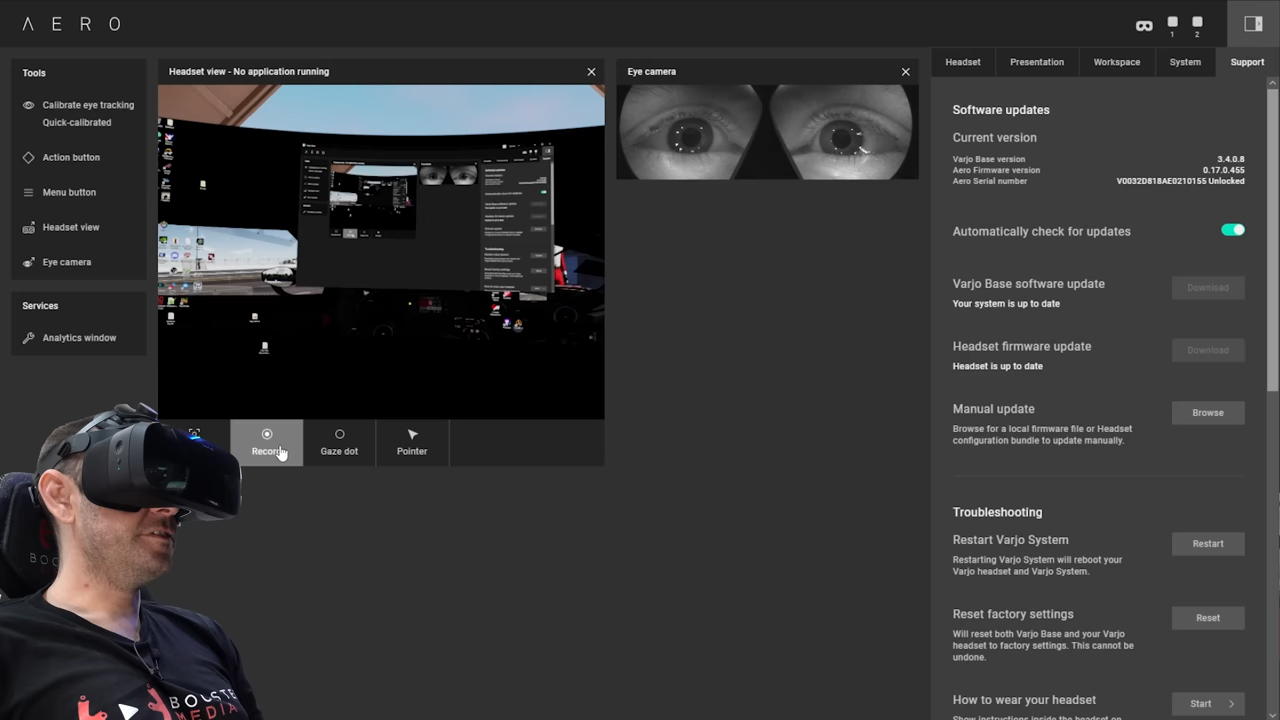 AERO
1
2
Tools
Calibrate eye tracking
Quick-calibrated
Action button
Menu button
Headset view
Eye camera
Services
Analytics window
Headset view - No application running
Record
Gaze dot
Pointer
Eye camera
Headset
Presentation
Workspace
System
Support
Software updates
Current version
Varjo Base version 3.4.0.8
Aero Firmware version 0.17.0.455
Aero Serial number V0032D818AE0210155 Unlocked
Automatically check for updates
Varjo Base software update
Download
Your system is up to date
Headset firmware update
Download
Headset is up to date
Manual update
Browse
Browse for a local firmware file or Headset
configuration bundle to update manually.
Troubleshooting
Restart Varjo System
Restart
Restarting Varjo System will reboot your
Varjo headset and Varjo System.
Reset factory settings
Reset
Will reset both Varjo Base and your Varjo
headset to factory settings. This cannot be
undone.
How to wear your headset
Start
Show instructions inside the headset on